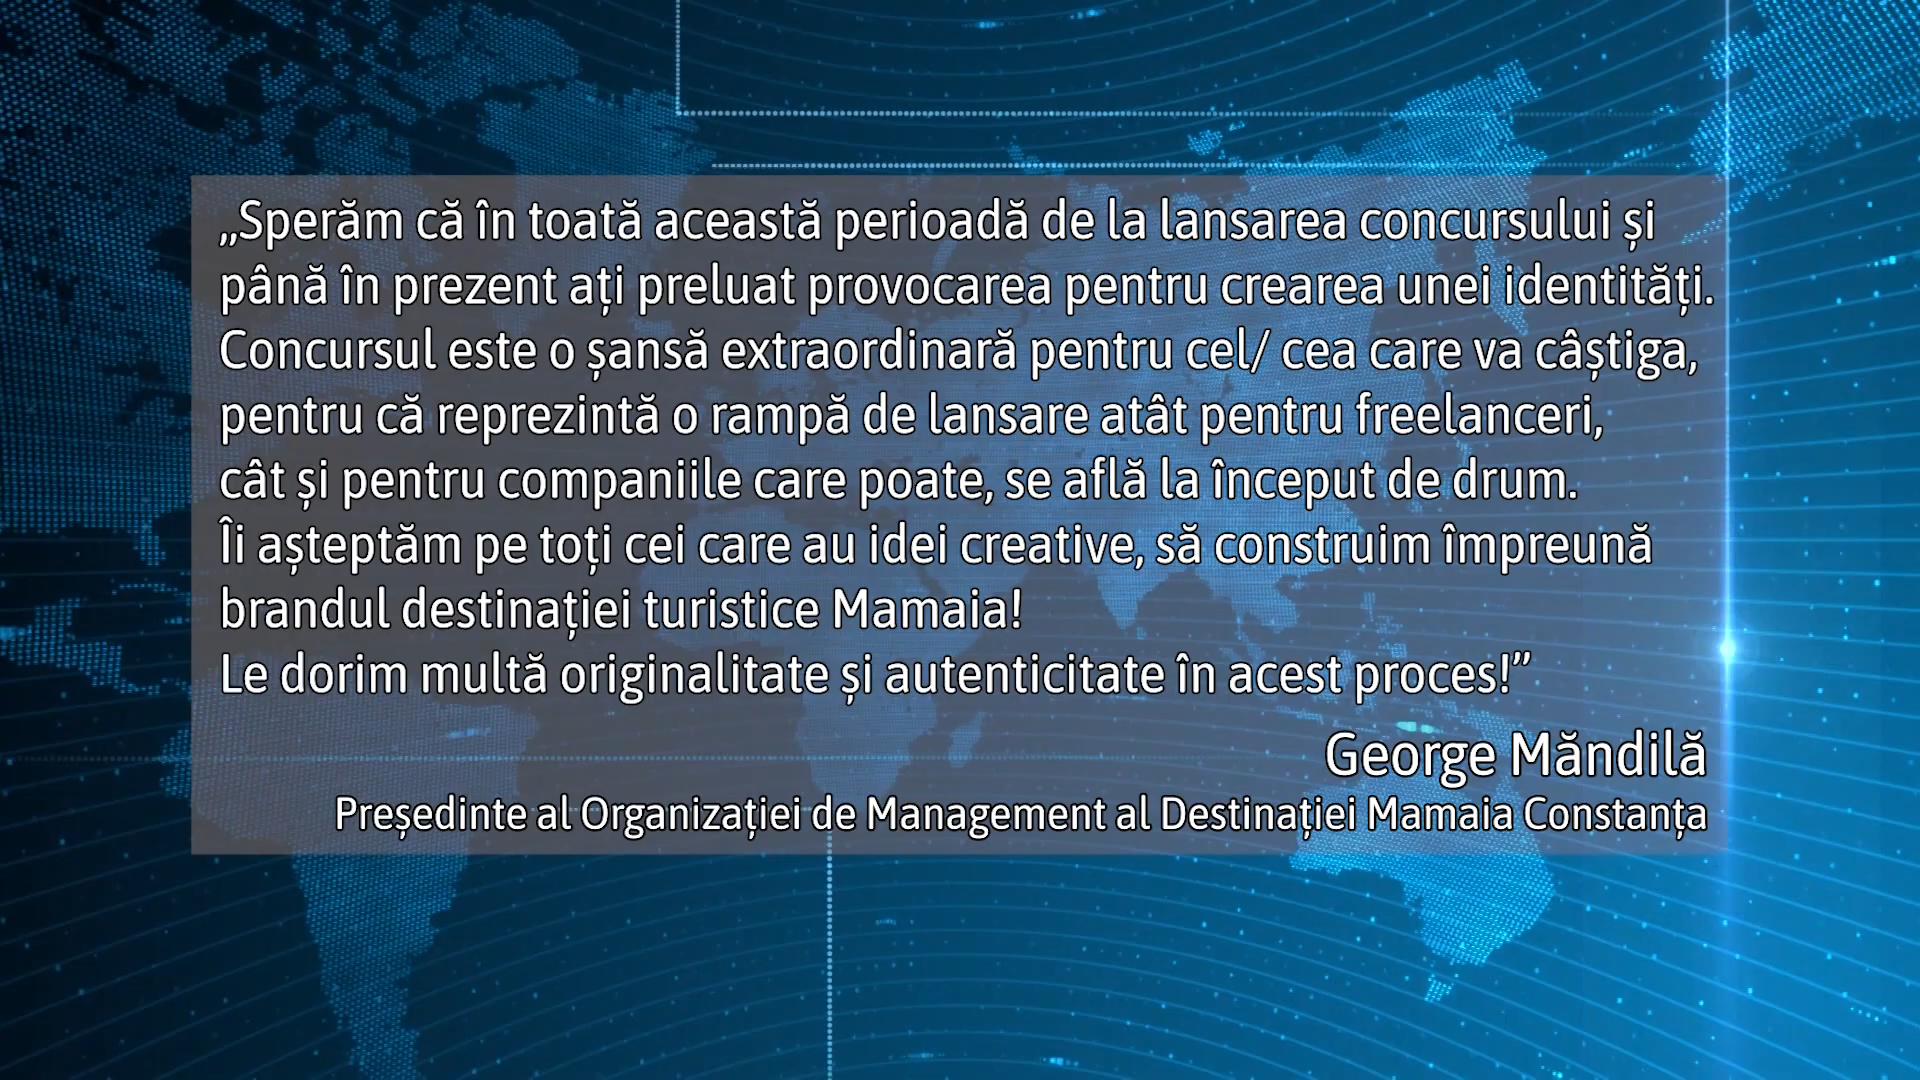 „Sperăm că în toată această perioadă de la lansarea concursului și
până în prezent ați preluat provocarea pentru crearea unei identități.
Concursul este o șansă extraordinară pentru cel/ cea care va câștiga,
pentru că reprezintă o rampă de lansare atât pentru freelanceri,
cât și pentru companiile care poate, se află la început de drum.
Îi așteptăm pe toți cei care au idei creative, să construim împreună
brandul destinației turistice Mamaia!
Le dorim multă originalitate și autenticitate în acest proces!”
George Măndilă
Președinte al Organizației de Management al Destinației Mamaia Constanța